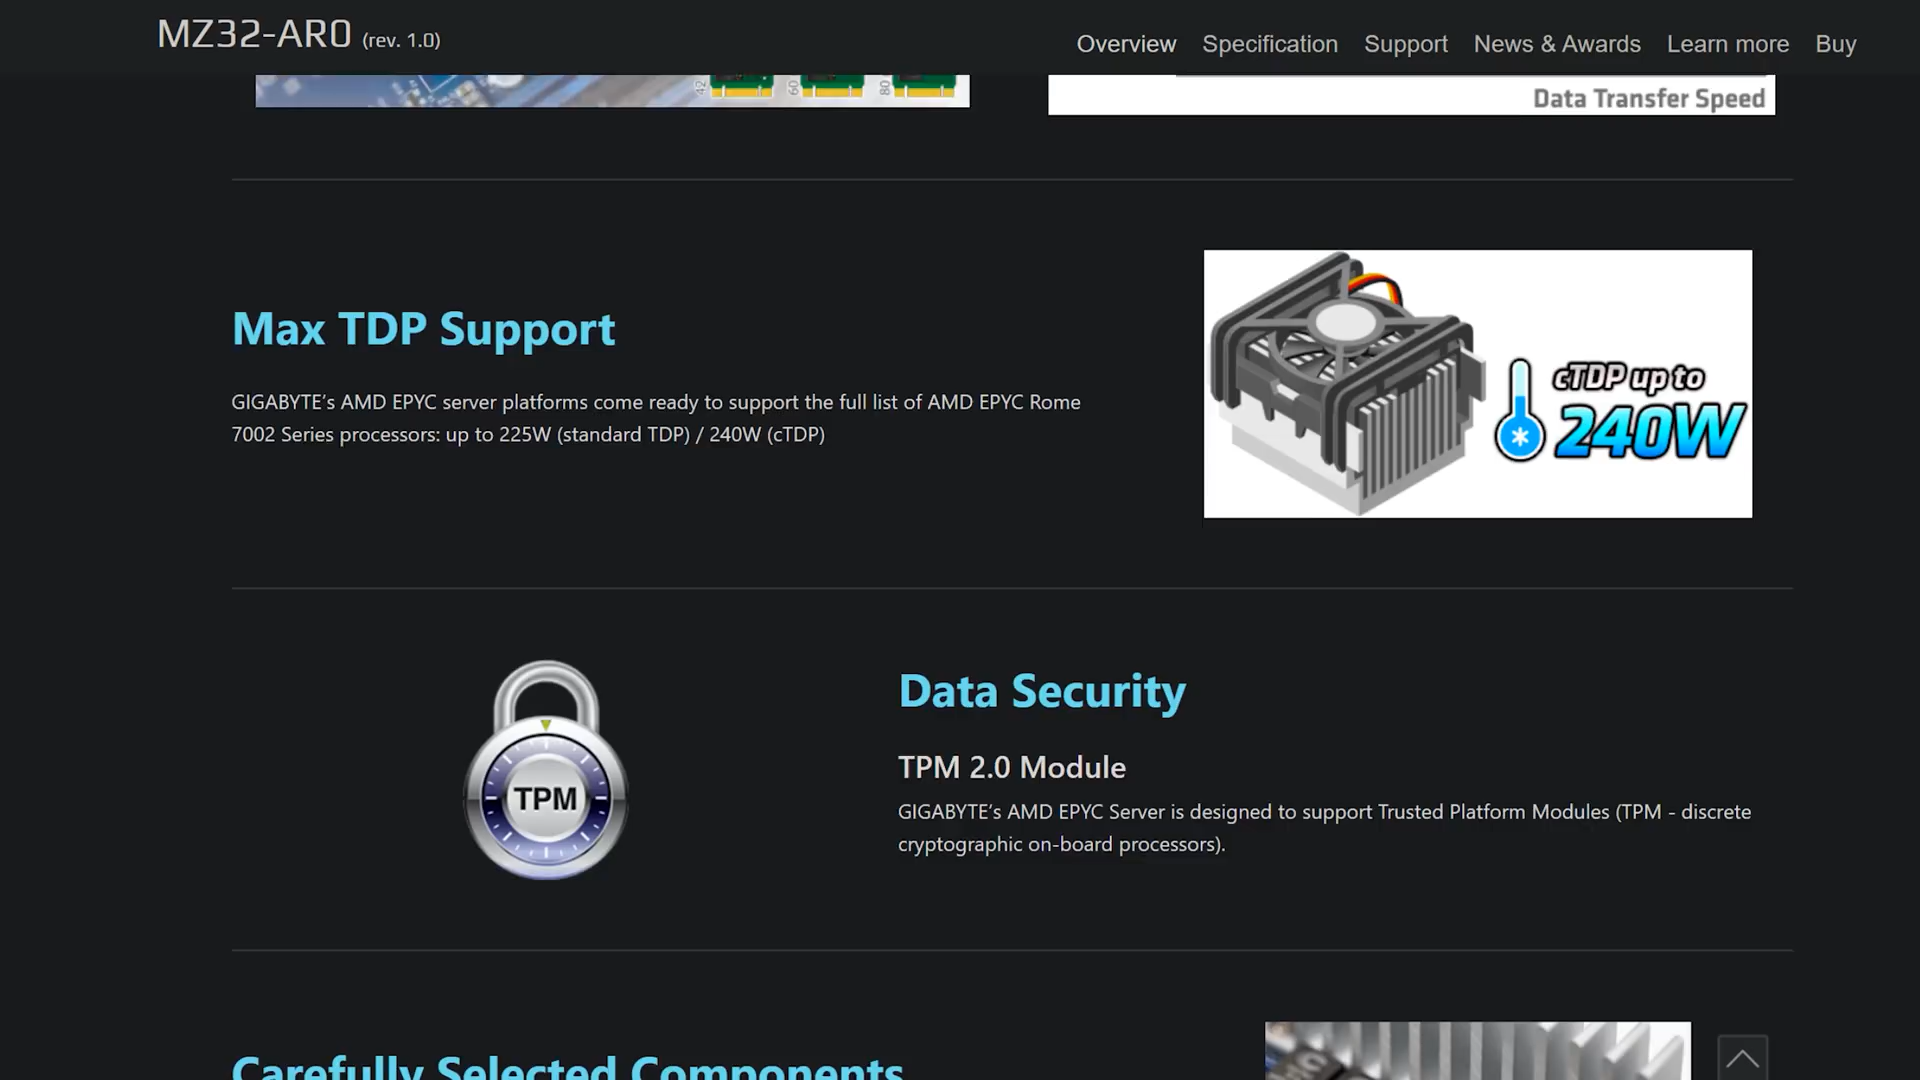 MZ32-AR0 (rev. 1.0)
Overview Specification Support News & Awards Learn more Buy
42 60 80
Data Transfer Speed
Max TDP Support
GIGABYTE’s AMD EPYC server platforms come ready to support the full list of AMD EPYC Rome
7002 Series processors: up to 225W (standard TDP) / 240W (cTDP)
cTDP up to
240W
TPM
Data Security
TPM 2.0 Module
GIGABYTE’s AMD EPYC Server is designed to support Trusted Platform Modules (TPM - discrete
cryptographic on-board processors).
Carefully Selected Components